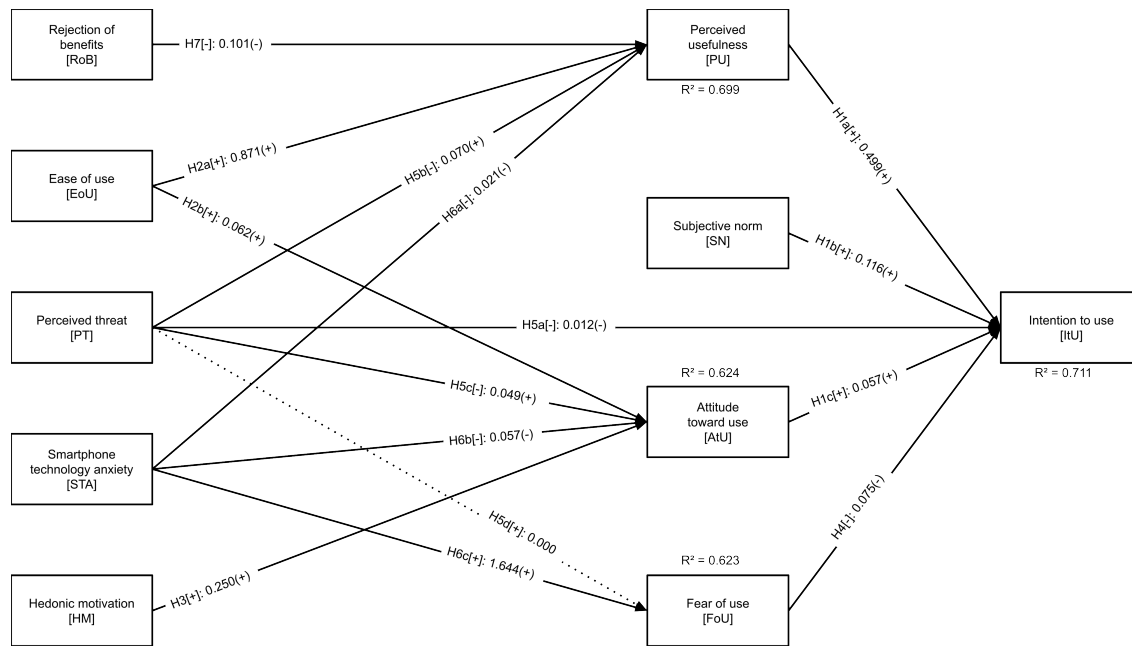 Rejection of
benefits
[RoB]
H7[-]: 0.101(-)
Perceived
usefulness
[PU]
R² = 0.699
H1a[+]: 0.499(+)
Ease of use
[EoU]
H2a[+]: 0.871(+)
H2b[+]: 0.062(+)
H5b[-]: 0.070(+)
H6a[-]: 0.021(-)
Subjective norm
[SN]
H1b[+]: 0.116(+)
Perceived threat
[PT]
H5a[-]: 0.012(-)
Intention to use
[ItU]
R² = 0.711
H5c[-]: 0.049(+)
R² = 0.624
Attitude
toward use
[AtU]
H1c[+]: 0.057(+)
Smartphone
technology anxiety
[STA]
H6b[-]: 0.057(-)
H5d[+]: 0.000
H6c[+]: 1.644(+)
H4[-]: 0.075(-)
Hedonic motivation
[HM]
H3[+]: 0.250(+)
R² = 0.623
Fear of use
[FoU]